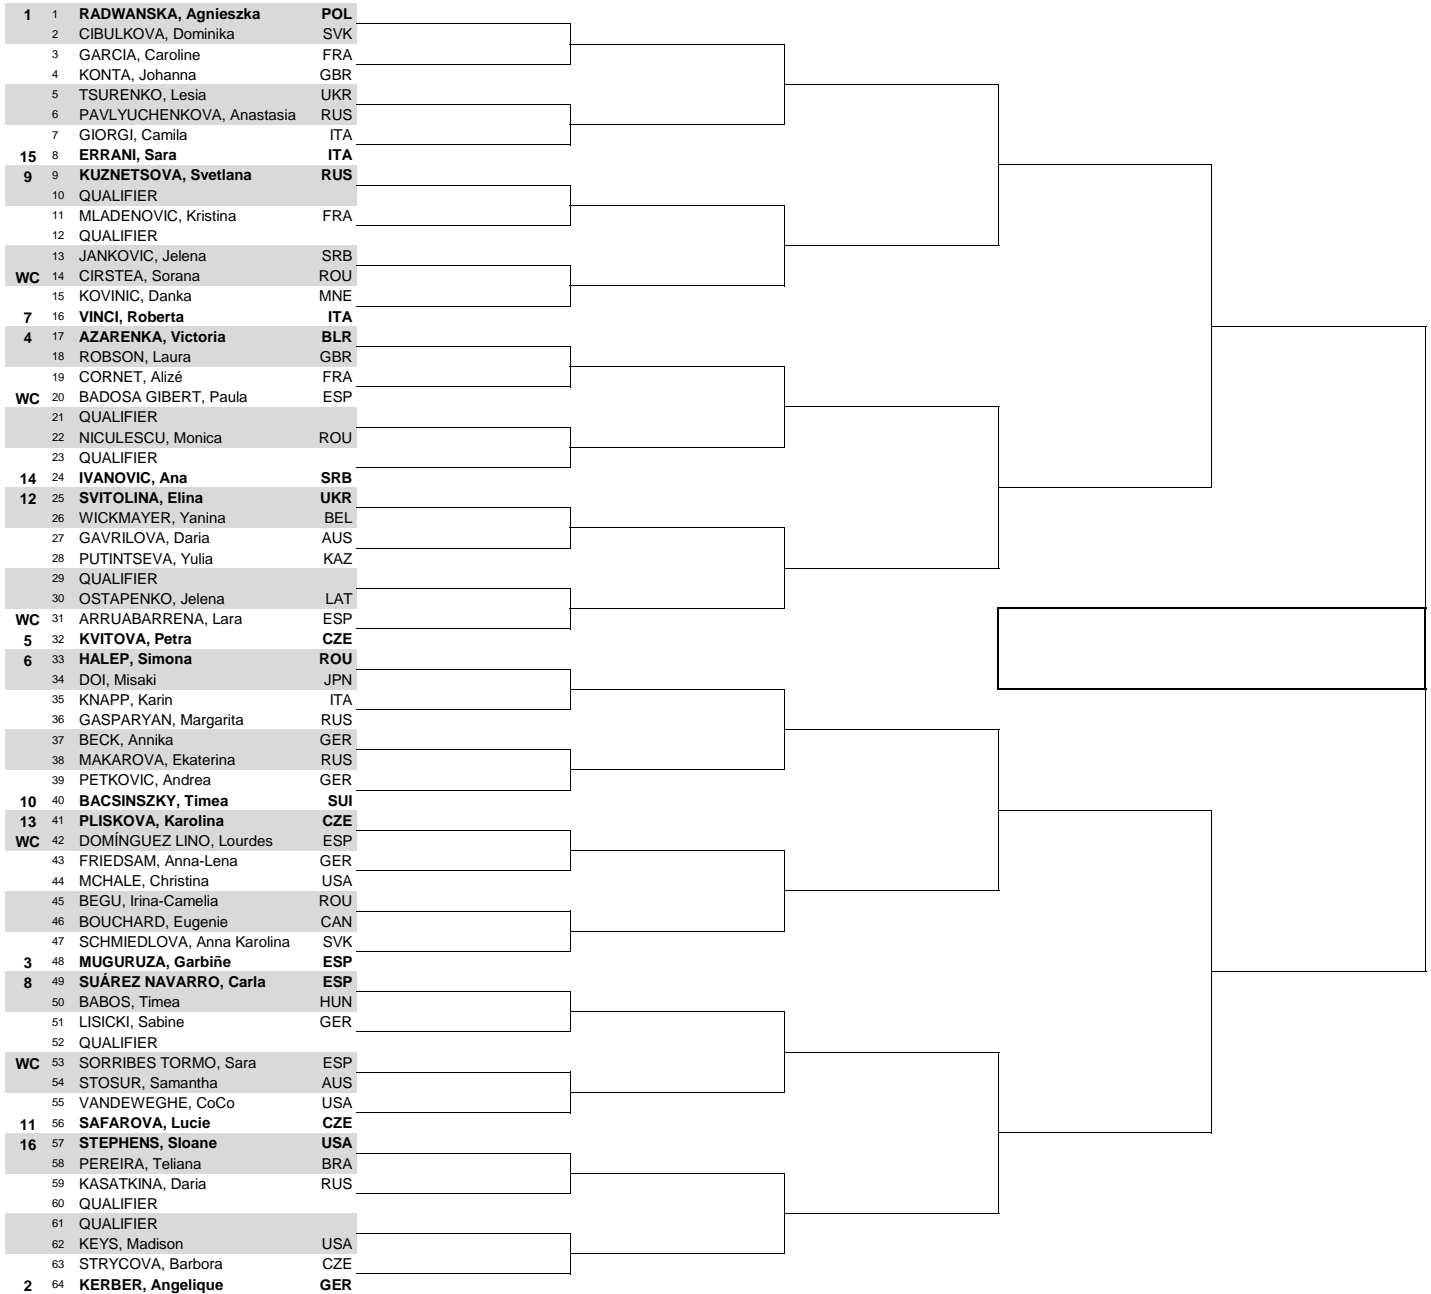 1 1 RADWANSKA, Agnieszka POL
2 CIBULKOVA, Dominika SVK
3 GARCIA, Caroline FRA
4 KONTA, Johanna GBR
5 TSURENKO, Lesia UKR
6 PAVLYUCHENKOVA, Anastasia RUS
7 GIORGI, Camila ITA
15 8 ERRANI, Sara ITA
9 9 KUZNETSOVA, Svetlana RUS
10 QUALIFIER
11 MLADENOVIC, Kristina FRA
12 QUALIFIER
13 JANKOVIC, Jelena SRB
WC 14 CIRSTEA, Sorana ROU
15 KOVINIC, Danka MNE
7 16 VINCI, Roberta ITA
4 17 AZARENKA, Victoria BLR
18 ROBSON, Laura GBR
19 CORNET, Alizé FRA
WC 20 BADOSA GIBERT, Paula ESP
21 QUALIFIER
22 NICULESCU, Monica ROU
23 QUALIFIER
14 24 IVANOVIC, Ana SRB
12 25 SVITOLINA, Elina UKR
26 WICKMAYER, Yanina BEL
27 GAVRILOVA, Daria AUS
28 PUTINTSEVA, Yulia KAZ
29 QUALIFIER
30 OSTAPENKO, Jelena LAT
WC 31 ARRUABARRENA, Lara ESP
5 32 KVITOVA, Petra CZE
6 33 HALEP, Simona ROU
34 DOI, Misaki JPN
35 KNAPP, Karin ITA
36 GASPARYAN, Margarita RUS
37 BECK, Annika GER
38 MAKAROVA, Ekaterina RUS
39 PETKOVIC, Andrea GER
10 40 BACSINSZKY, Timea SUI
13 41 PLISKOVA, Karolina CZE
WC 42 DOMÍNGUEZ LINO, Lourdes ESP
43 FRIEDSAM, Anna-Lena GER
44 MCHALE, Christina USA
45 BEGU, Irina-Camelia ROU
46 BOUCHARD, Eugenie CAN
47 SCHMIEDLOVA, Anna Karolina SVK
3 48 MUGURUZA, Garbiñe ESP
8 49 SUÁREZ NAVARRO, Carla ESP
50 BABOS, Timea HUN
51 LISICKI, Sabine GER
52 QUALIFIER
WC 53 SORRIBES TORMO, Sara ESP
54 STOSUR, Samantha AUS
55 VANDEWEGHE, CoCo USA
11 56 SAFAROVA, Lucie CZE
16 57 STEPHENS, Sloane USA
58 PEREIRA, Teliana BRA
59 KASATKINA, Daria RUS
60 QUALIFIER
61 QUALIFIER
62 KEYS, Madison USA
63 STRYCOVA, Barbora CZE
2 64 KERBER, Angelique GER